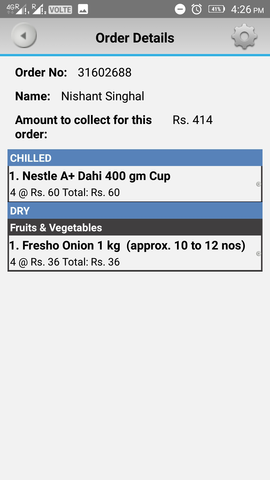 4GR R VOLTE 41% 4:26 PM
Order Details
Order No: 31602688
Name: Nishant Singhal
Amount to collect for this Rs. 414
order:
CHILLED
1. Nestle A+ Dahi 400 gm Cup
4 @ Rs. 60 Total: Rs. 60
DRY
Fruits & Vegetables
1. Fresho Onion 1 kg (approx. 10 to 12 nos)
4 @ Rs. 36 Total: Rs. 36